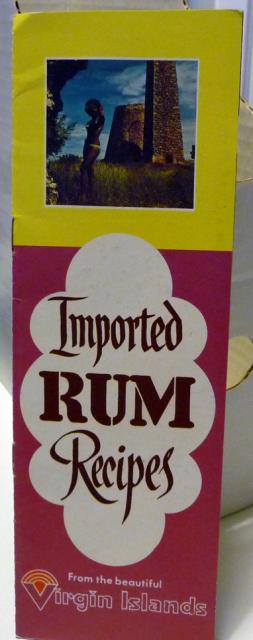 Imported
RUM
Recipes
From the beautiful
Virgin Islands